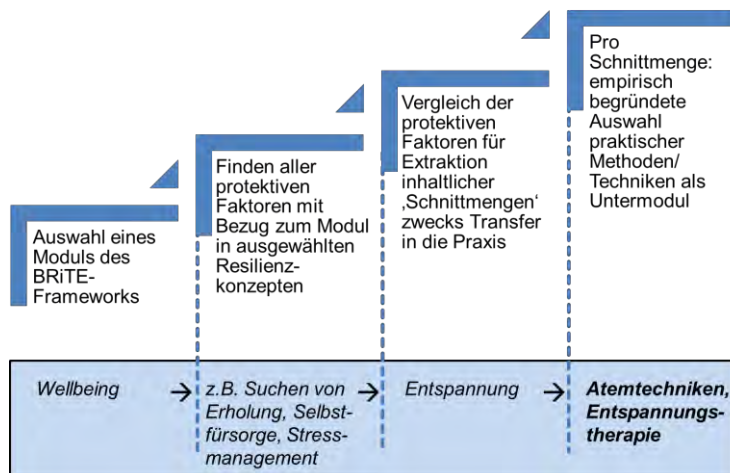 Auswahl eines
Moduls des
BRiTE-
Frameworks
Finden aller
protektiven
Faktoren mit
Bezug zum Modul
in ausgewählten
Resilienz-
konzepten
Vergleich der
protektiven
Faktoren für
Extraktion
inhaltlicher
‚Schnittmengen‘
zwecks Transfer
in die Praxis
Pro
Schnittmenge:
empirisch
begründete
Auswahl
praktischer
Methoden/
Techniken als
Untermodul
Wellbeing →
z.B. Suchen von →
Erholung, Selbst-
fürsorge, Stress-
management
Entspannung →
Atemtechniken,
Entspannungs-
therapie